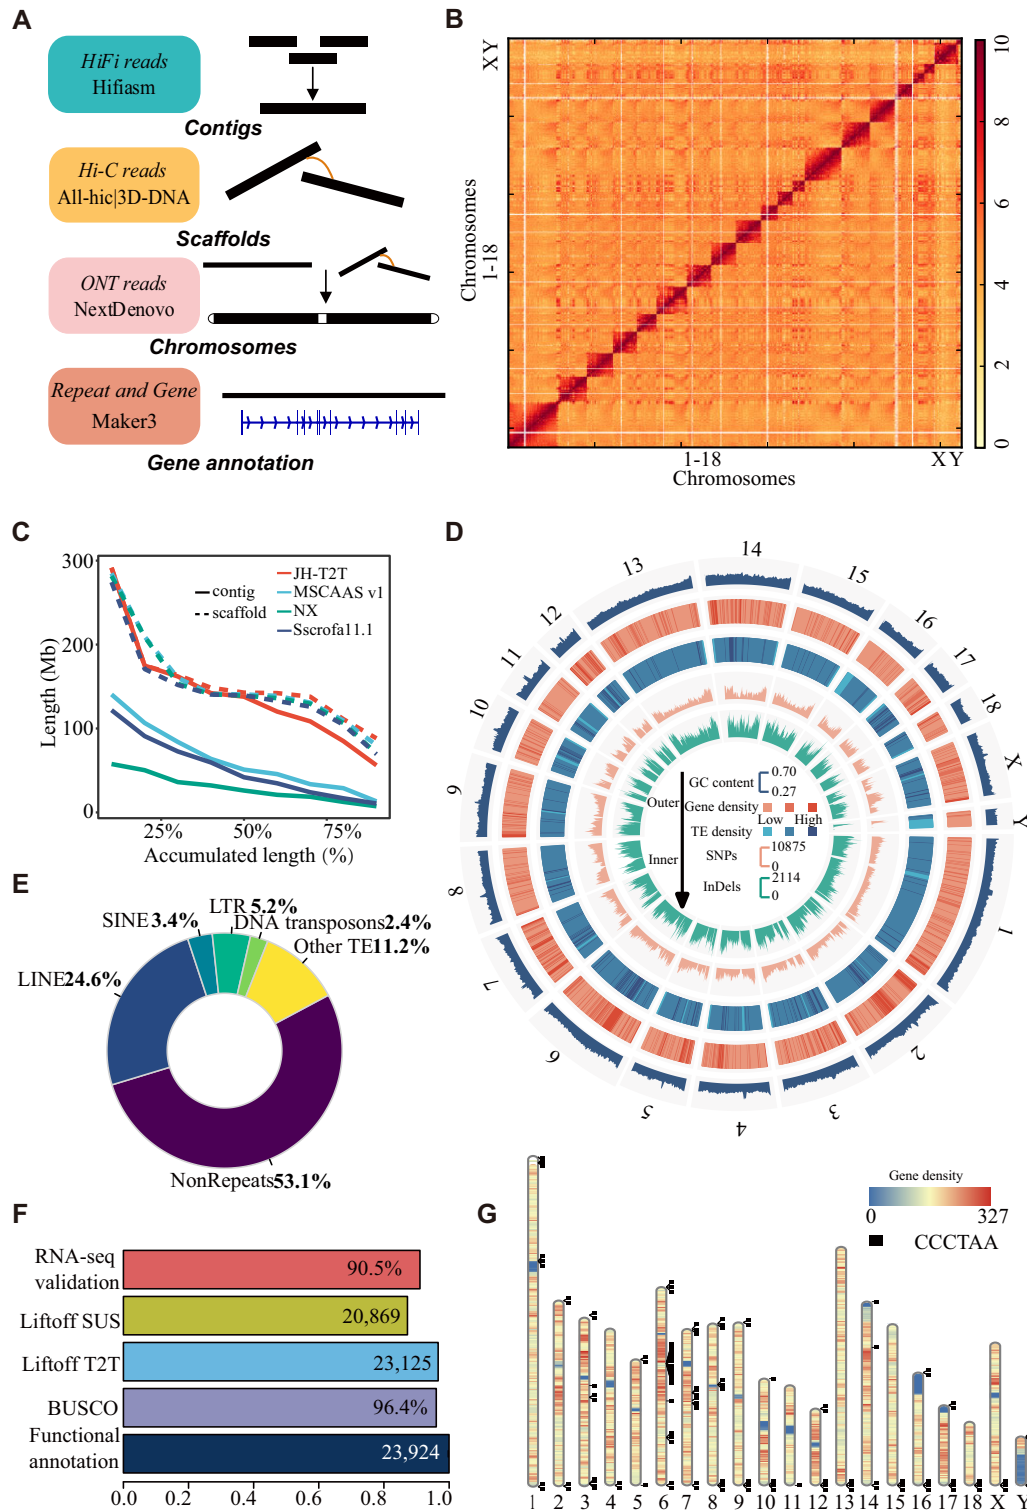 A
HiFi reads
Hifiasm
Contigs
Hi-C reads
All-hic|3D-DNA
Scaffolds
ONT reads
NextDenovo
Chromosomes
Repeat and Gene
Maker3
Gene annotation
B
X Y
Chromosomes
1-18
1-18
X Y
Chromosomes
10
8
6
4
2
0
C
300
200
100
0
Length (Mb)
contig
scaffold
JH-T2T
MSCAAS v1
NX
Sscrofa11.1
25% 50% 75%
Accumulated length (%)
D
14
15
16
17
18
X
Y
1
2
3
4
5
6
7
8
9
10
11
12
13
Outer
Inner
GC content
0.70
0.27
Gene density
Low High
TE density
SNPs
10875
0
InDels
2114
0
E
LTR 5.2%
SINE 3.4%
DNA transposons 2.4%
Other TE 11.2%
LINE 24.6%
NonRepeats 53.1%
F
RNA-seq validation
90.5%
Liftoff SUS
20,869
Liftoff T2T
23,125
BUSCO
96.4%
Functional annotation
23,924
0.0 0.2 0.4 0.6 0.8 1.0
G
Gene density
0 327
CCCTAA
1 2 3 4 5 6 7 8 9 10 11 12 13 14 15 16 17 18 X Y